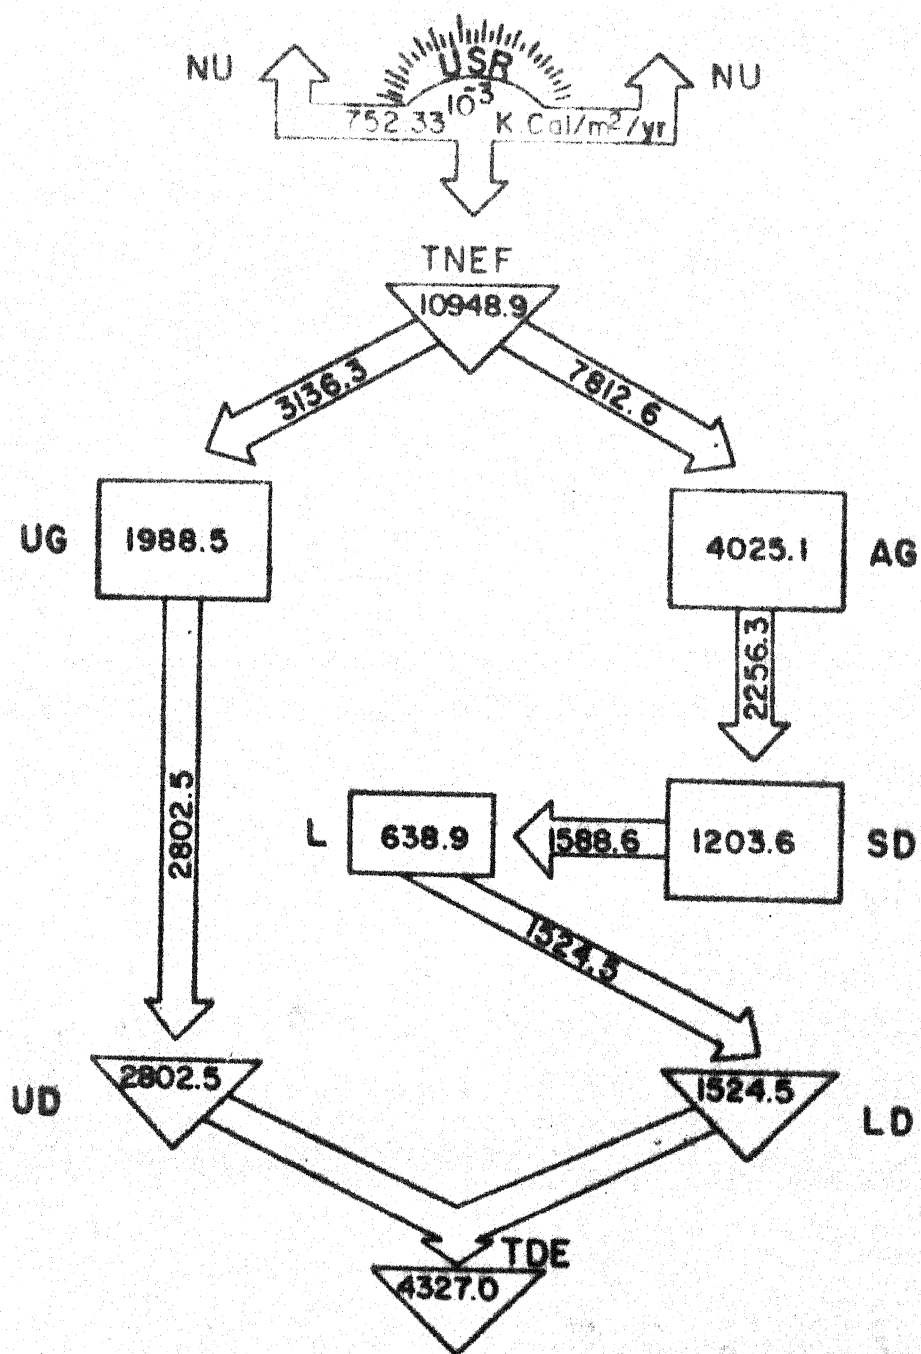 USR
NU
NU
10⁻³
752.33 K.Cal/m²/yr
TNEF
10948.9
3136.3
7812.6
UG
1988.5
4025.1
AG
2256.3
2802.5
L
638.9
1588.6
1203.6
SD
1524.5
UD
2802.5
1524.5
LD
TDE
4327.0